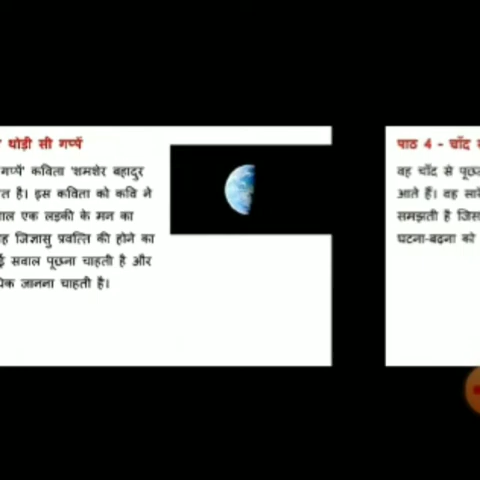 थोड़ी सी गप्पें
गप्पें' कविता 'शमशेर बहादुर
है। इस कविता को कवि ने
एक लड़की के मन का
जिज्ञासु प्रवत्ति की होने का
सवाल पूछना चाहती है और
जानना चाहती है।
पाठ 4 - चाँद
वह चाँद से
आते हैं। वह
समझती है
घटना-बढ़ना को